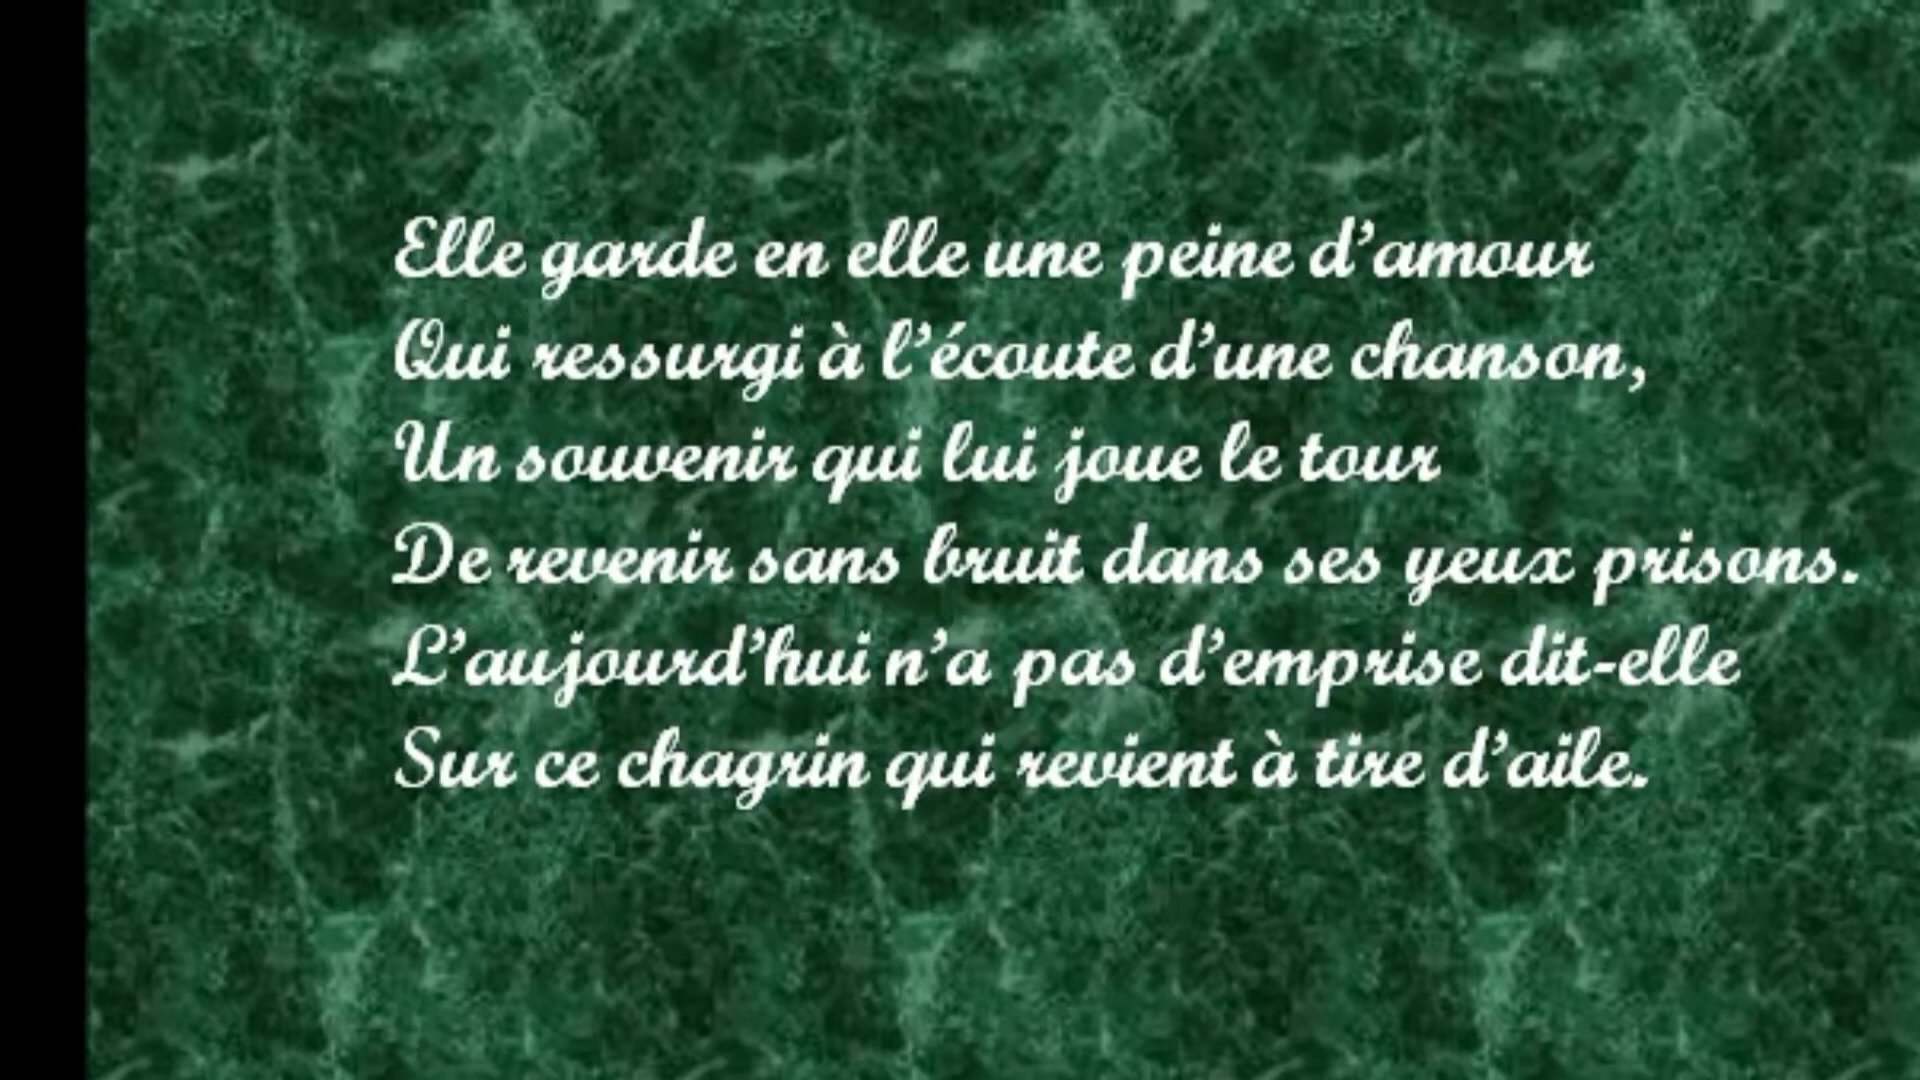 Elle garde en elle une peine d’amour
Qui ressurgi à l’écoute d’une chanson,
Un souvenir qui lui joue le tour
De revenir sans bruit dans ses yeux prisons.
L’aujourd’hui n’a pas d’emprise dit-elle
Sur ce chagrin qui revient à tire d’aile.